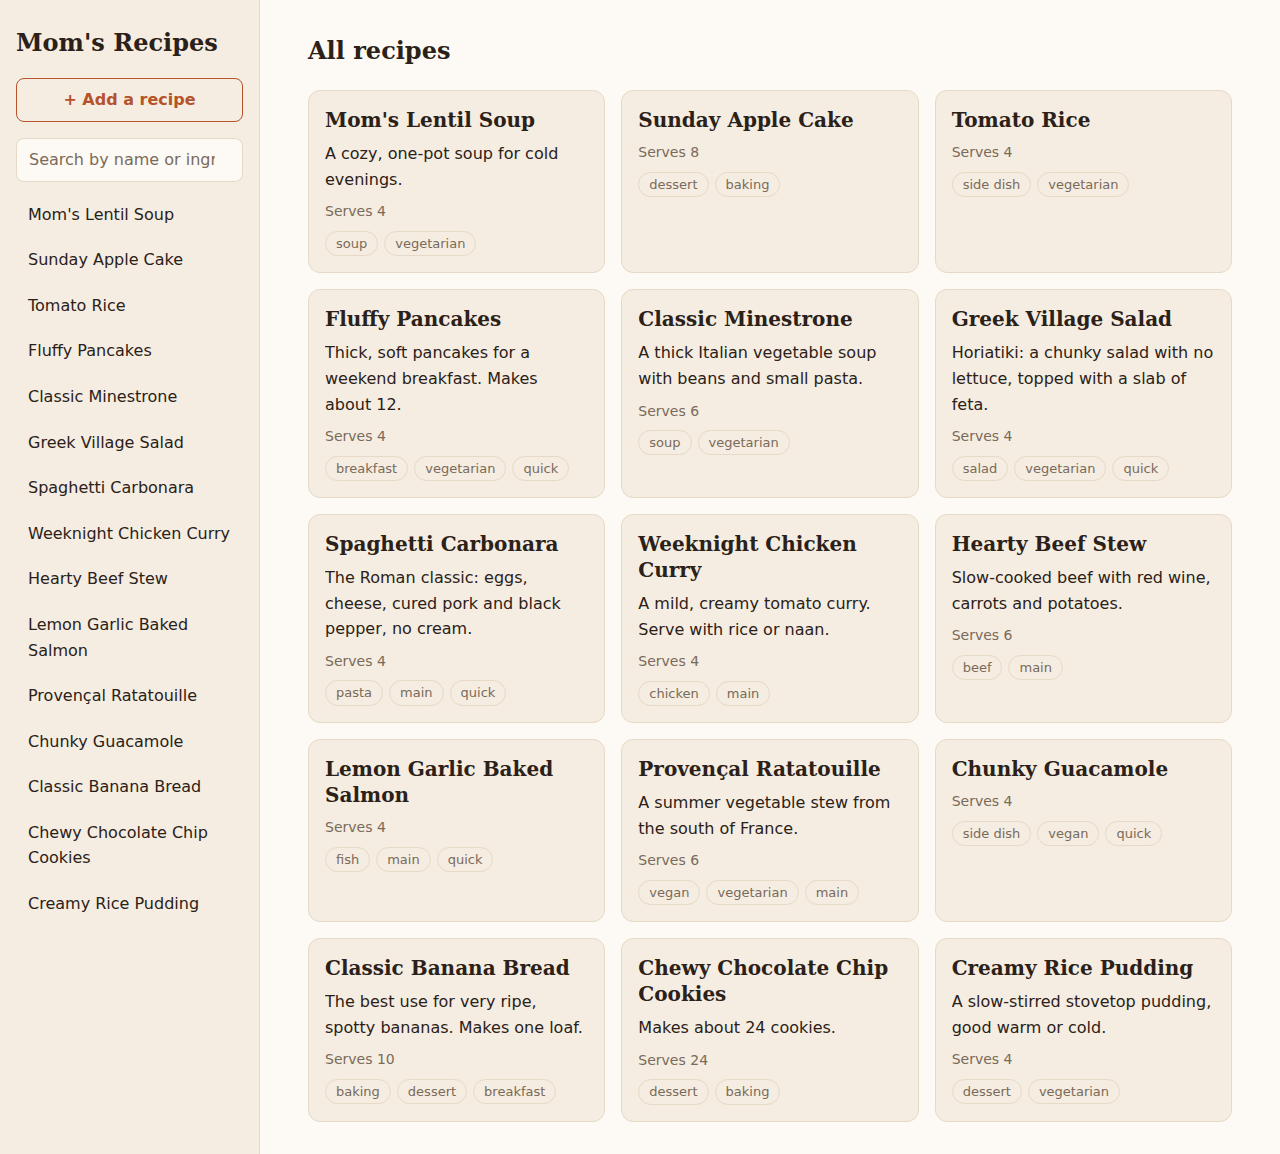 Mom's Recipes
+ Add a recipe
Search by name or ingr
Mom's Lentil Soup
Sunday Apple Cake
Tomato Rice
Fluffy Pancakes
Classic Minestrone
Greek Village Salad
Spaghetti Carbonara
Weeknight Chicken Curry
Hearty Beef Stew
Lemon Garlic Baked
Salmon
Provençal Ratatouille
Chunky Guacamole
Classic Banana Bread
Chewy Chocolate Chip
Cookies
Creamy Rice Pudding
All recipes
Mom's Lentil Soup
A cozy, one-pot soup for cold
evenings.
Serves 4
soup vegetarian
Sunday Apple Cake
Serves 8
dessert baking
Tomato Rice
Serves 4
side dish vegetarian
Fluffy Pancakes
Thick, soft pancakes for a
weekend breakfast. Makes
about 12.
Serves 4
breakfast vegetarian quick
Classic Minestrone
A thick Italian vegetable soup
with beans and small pasta.
Serves 6
soup vegetarian
Greek Village Salad
Horiatiki: a chunky salad with no
lettuce, topped with a slab of
feta.
Serves 4
salad vegetarian quick
Spaghetti Carbonara
The Roman classic: eggs,
cheese, cured pork and black
pepper, no cream.
Serves 4
pasta main quick
Weeknight Chicken
Curry
A mild, creamy tomato curry.
Serve with rice or naan.
Serves 4
chicken main
Hearty Beef Stew
Slow-cooked beef with red wine,
carrots and potatoes.
Serves 6
beef main
Lemon Garlic Baked
Salmon
Serves 4
fish main quick
Provençal Ratatouille
A summer vegetable stew from
the south of France.
Serves 6
vegan vegetarian main
Chunky Guacamole
Serves 4
side dish vegan quick
Classic Banana Bread
The best use for very ripe,
spotty bananas. Makes one loaf.
Serves 10
baking dessert breakfast
Chewy Chocolate Chip
Cookies
Makes about 24 cookies.
Serves 24
dessert baking
Creamy Rice Pudding
A slow-stirred stovetop pudding,
good warm or cold.
Serves 4
dessert vegetarian